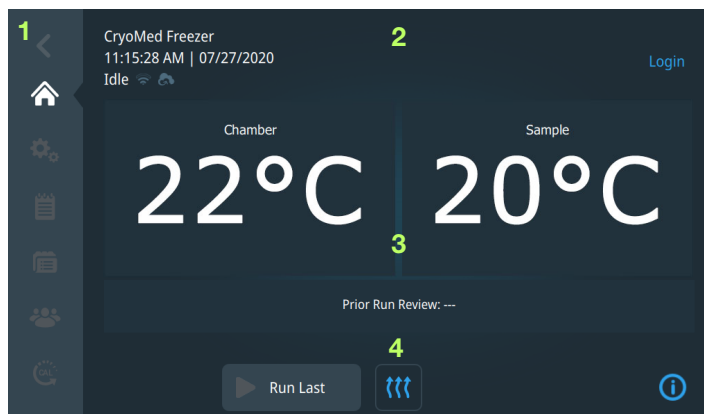 1
CryoMed Freezer
2
11:15:28 AM | 07/27/2020
Login
Idle
Chamber
Sample
22°C
20°C
3
Prior Run Review: ---
4
CAL
Run Last